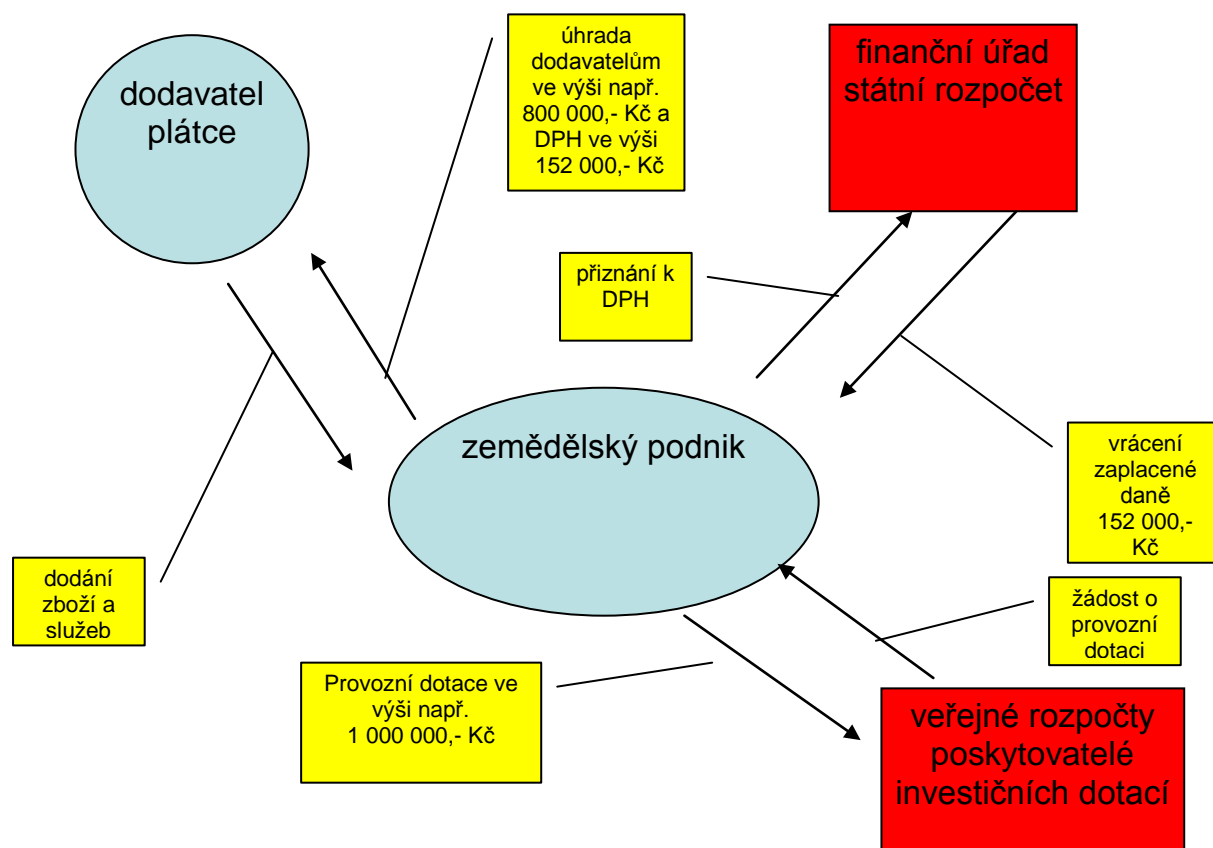 dodavatel
plátce
úhrada
dodavatelům
ve výši např.
800 000,- Kč a
DPH ve výši
152 000,- Kč
finanční úřad
státní rozpočet
přiznání k
DPH
zemědělský podnik
vrácení
zaplacené
daně
152 000,-
Kč
dodání
zboží a
služeb
žádost o
provozní
dotaci
Provozní dotace ve
výši např.
1 000 000,- Kč
veřejné rozpočty
poskytovatelé
investičních dotací